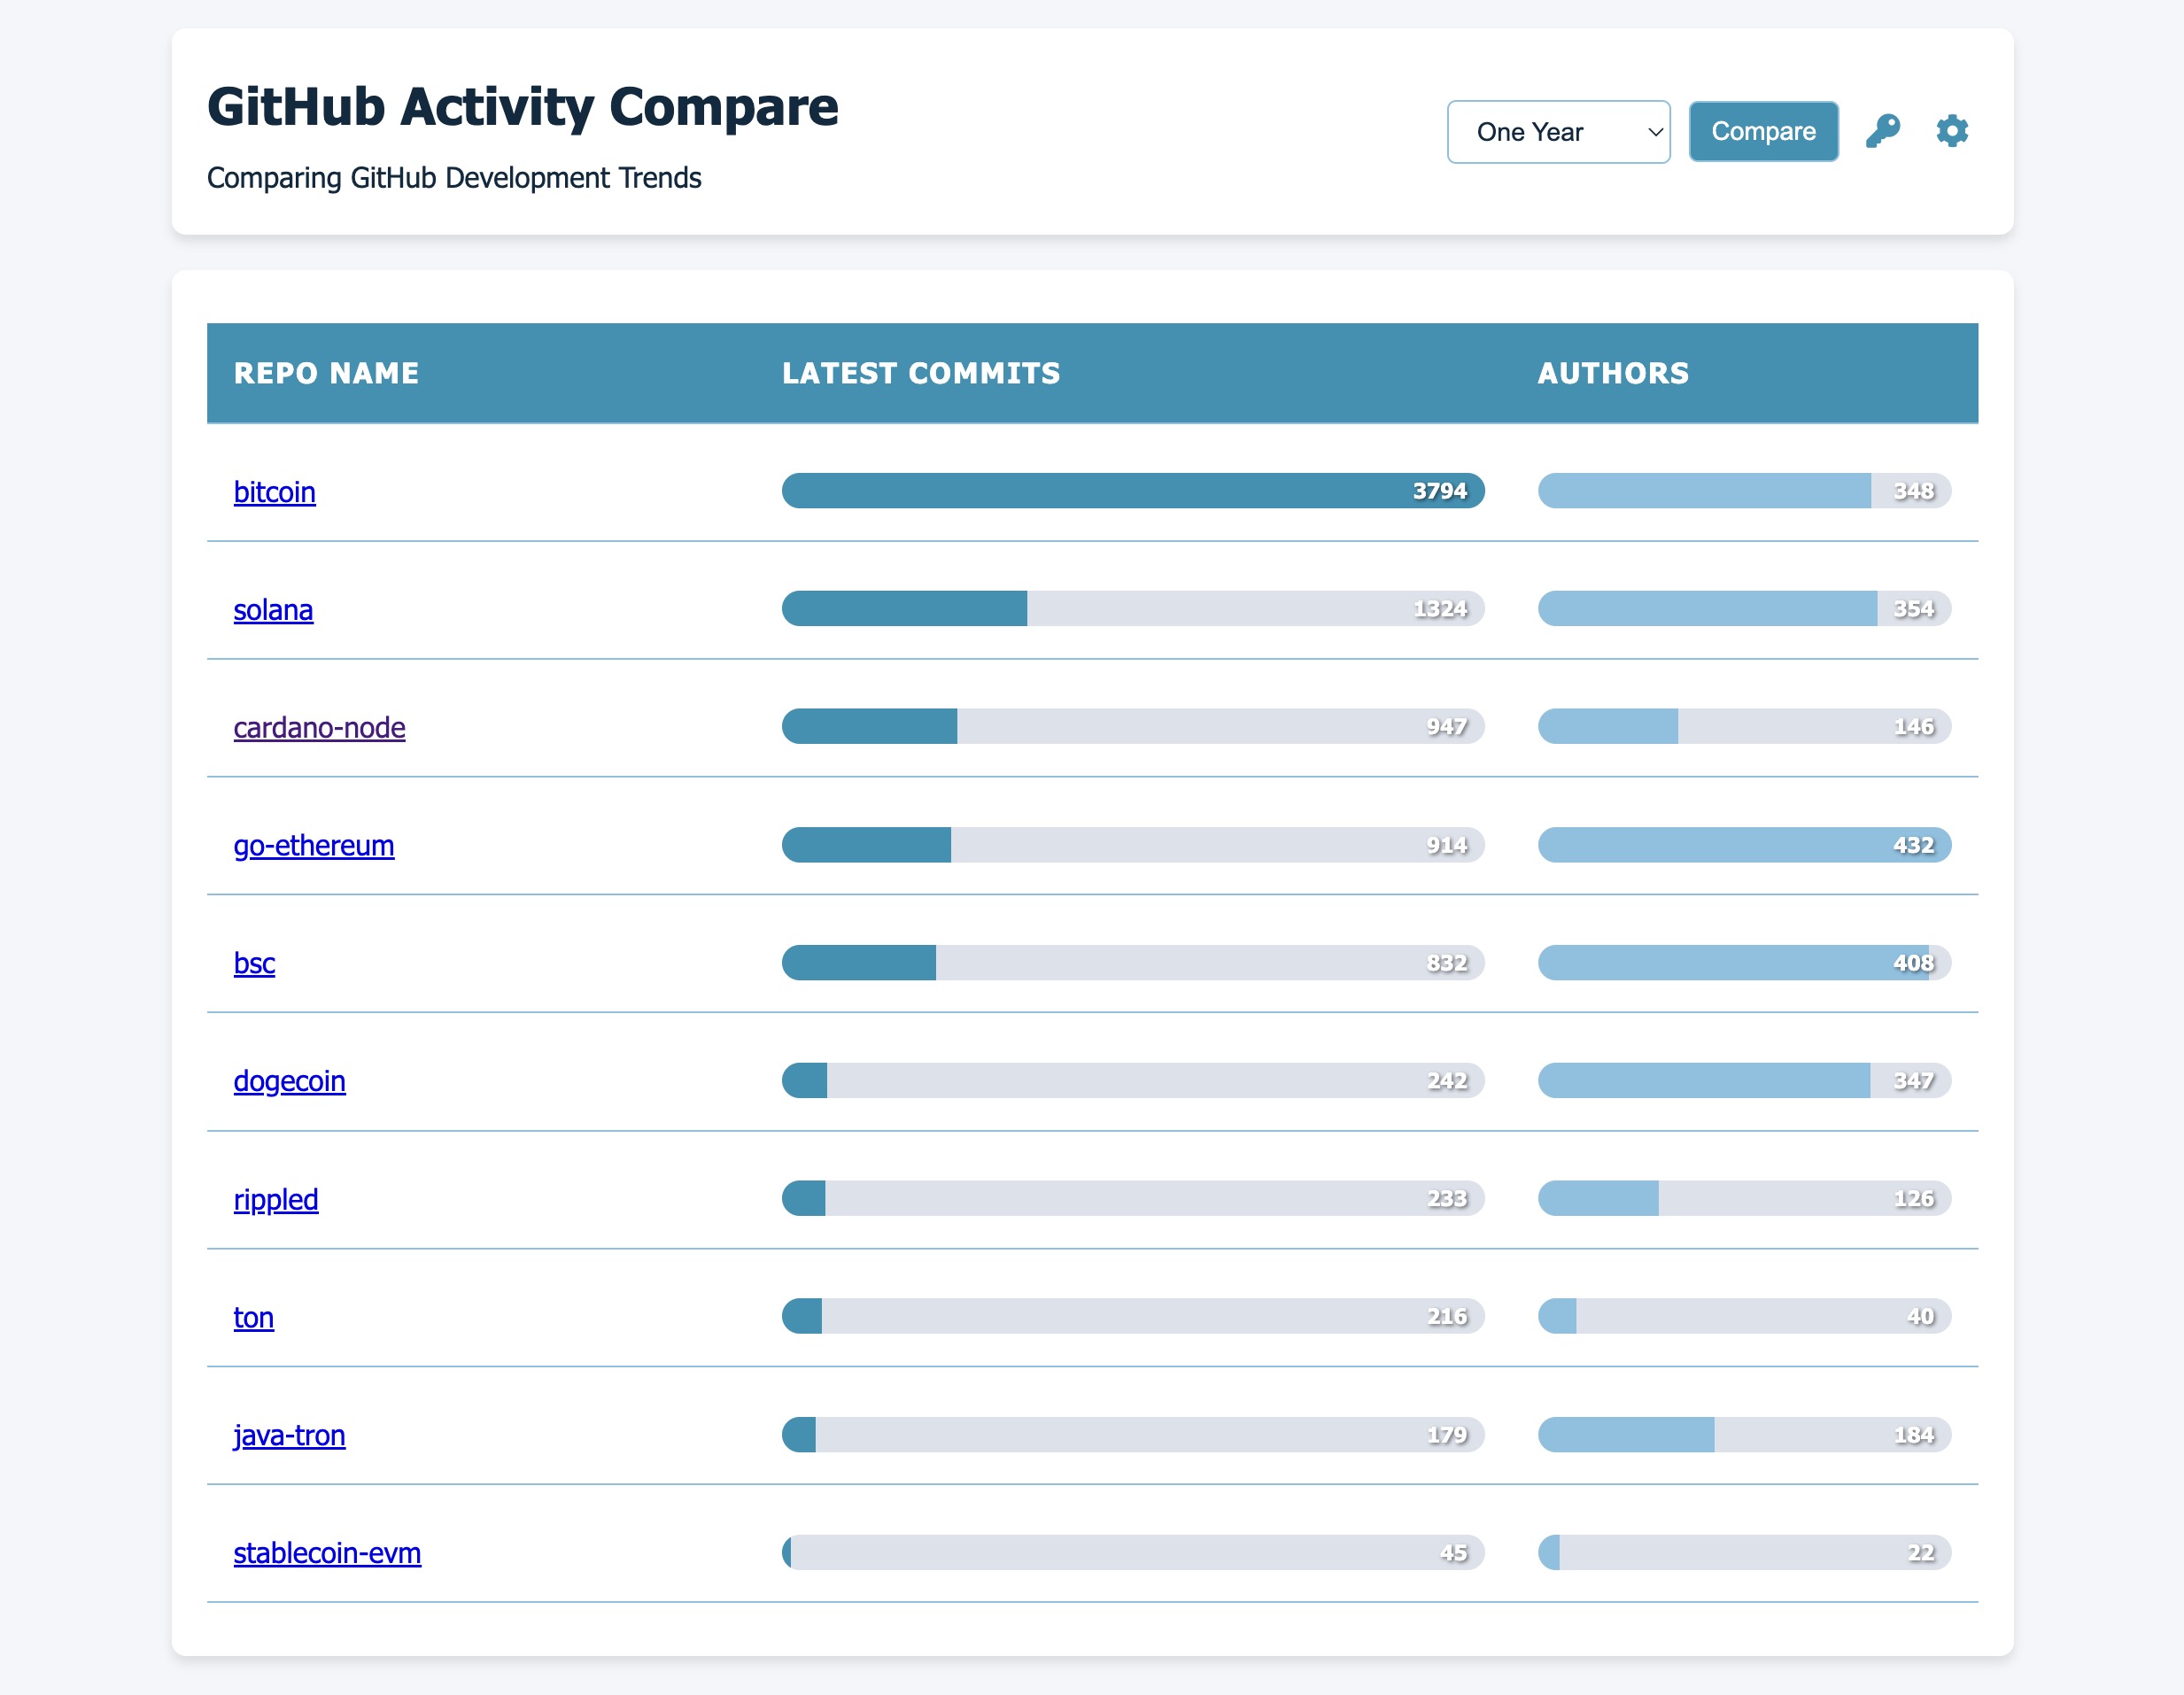 GitHub Activity Compare
Comparing GitHub Development Trends
One Year
Compare
REPO NAME LATEST COMMITS AUTHORS
bitcoin 3794 348
solana 1324 354
cardano-node 947 146
go-ethereum 914 432
bsc 832 408
dogecoin 242 347
rippled 233 126
ton 216 40
java-tron 179 184
stablecoin-evm 45 22